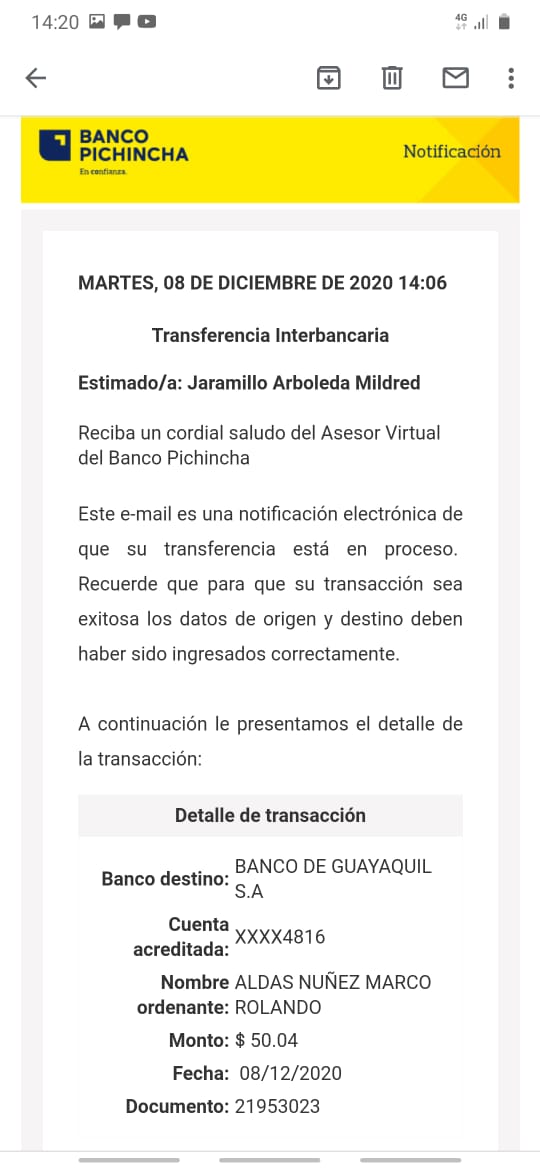 14:20
4G
BANCO
PICHINCHA
En confianza.
Notificación
MARTES, 08 DE DICIEMBRE DE 2020 14:06
Transferencia Interbancaria
Estimado/a: Jaramillo Arboleda Mildred
Reciba un cordial saludo del Asesor Virtual
del Banco Pichincha
Este e-mail es una notificación electrónica de
que su transferencia está en proceso.
Recuerde que para que su transacción sea
exitosa los datos de origen y destino deben
haber sido ingresados correctamente.
A continuación le presentamos el detalle de
la transacción:
Detalle de transacción
Banco destino: BANCO DE GUAYAQUIL
S.A
Cuenta
acreditada: XXXX4816
Nombre ALDAS NUÑEZ MARCO
ordenante: ROLANDO
Monto: $ 50.04
Fecha: 08/12/2020
Documento: 21953023